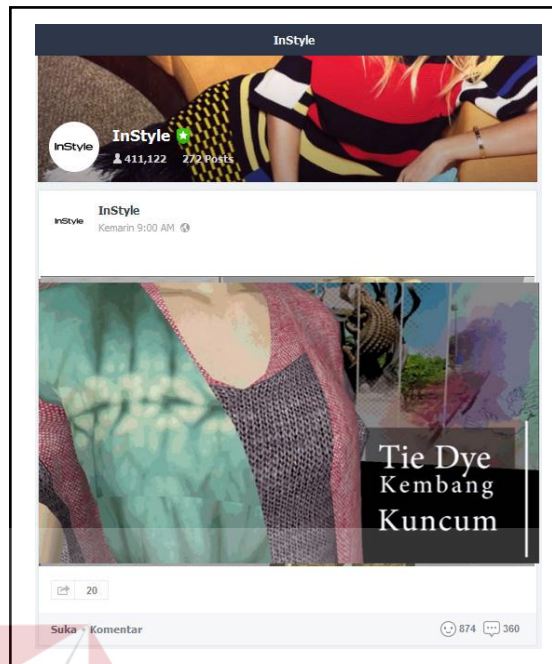 InStyle
InStyle
InStyle
411,122 272 Posts
InStyle
InStyle
Kemarin 9:00 AM
Tie Dye
Kembang
Kuncum
20
Suka • Komentar
874 360